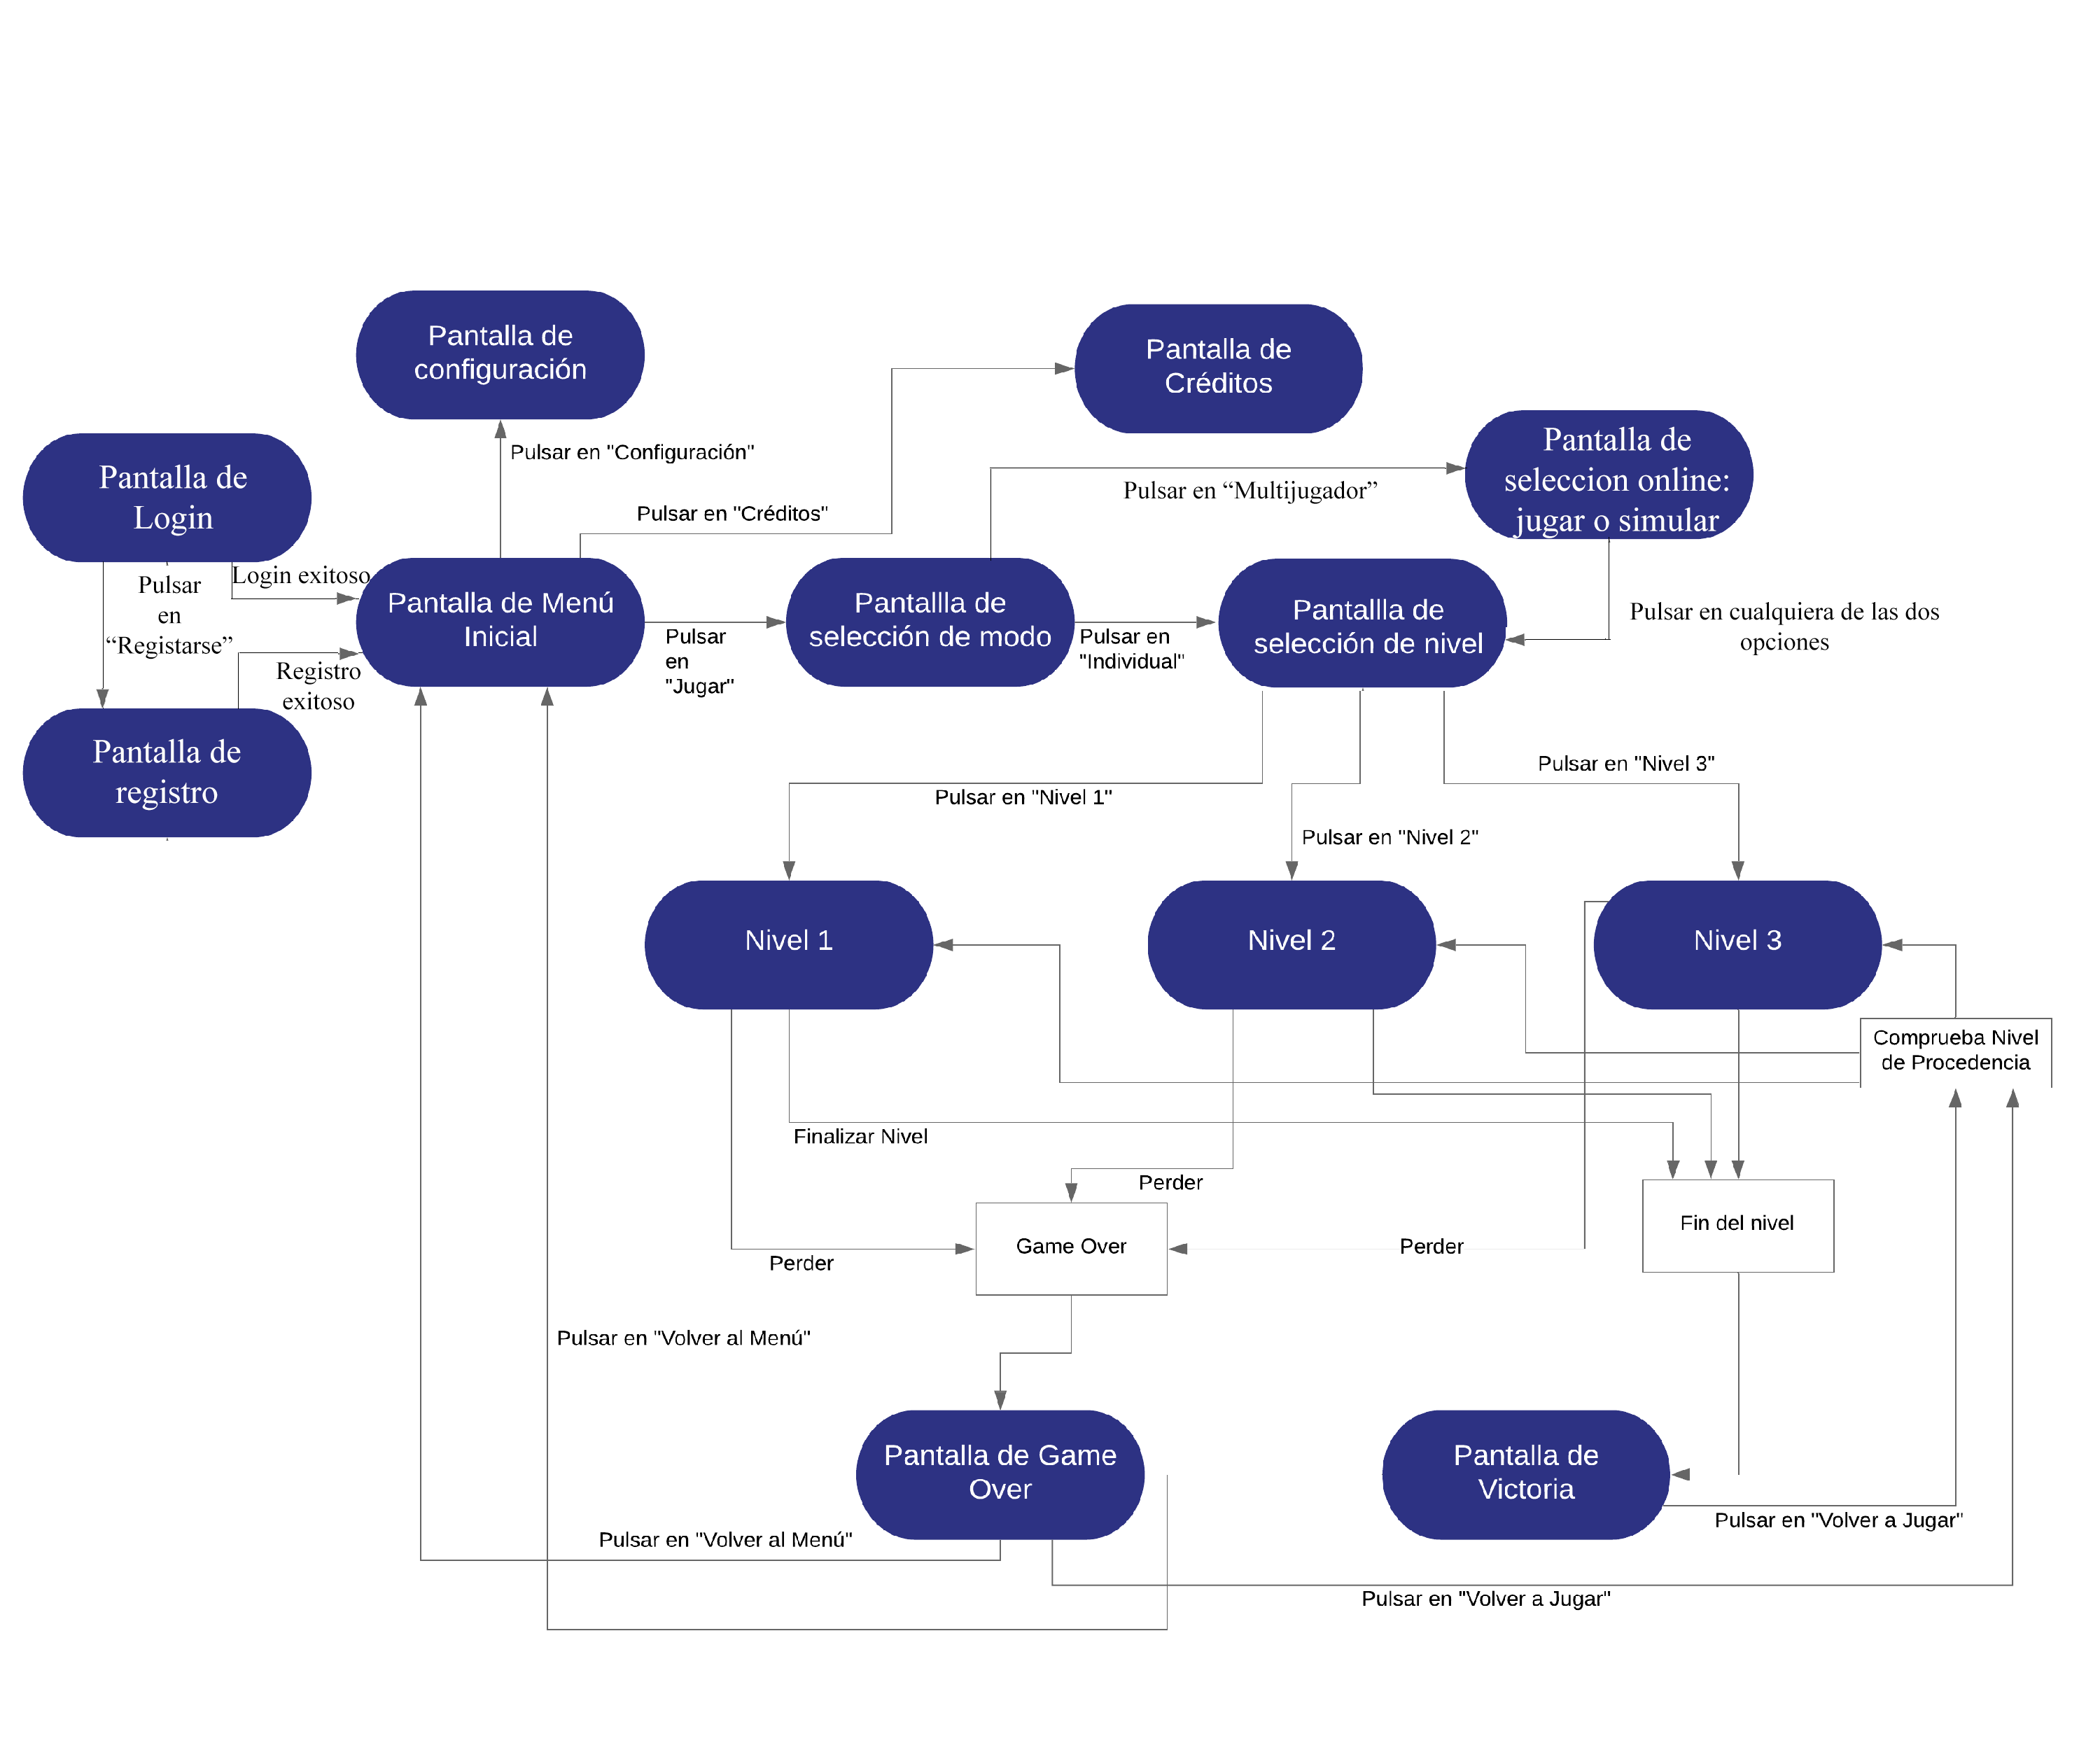 Pantalla de
configuración
Pantalla de
Créditos
Pantalla de
seleccion online:
jugar o simular
Pulsar en "Configuración"
Pantalla de
Login
Pulsar en “Multijugador”
Pulsar en "Créditos"
Login exitoso
Pulsar
en
“Registarse”
Pantalla de Menú
Inicial
Pantallla de
selección de modo
Pantallla de
selección de nivel
Pulsar en cualquiera de las dos
opciones
Pulsar
en
"Jugar"
Pulsar en
"Individual"
Registro
exitoso
Pantalla de
registro
Pulsar en "Nivel 3"
Pulsar en "Nivel 1"
Pulsar en "Nivel 2"
Nivel 1
Nivel 2
Nivel 3
Comprueba Nivel
de Procedencia
Finalizar Nivel
Perder
Fin del nivel
Game Over
Perder
Perder
Pulsar en "Volver al Menú"
Pantalla de Game
Over
Pantalla de
Victoria
Pulsar en "Volver a Jugar"
Pulsar en "Volver al Menú"
Pulsar en "Volver a Jugar"